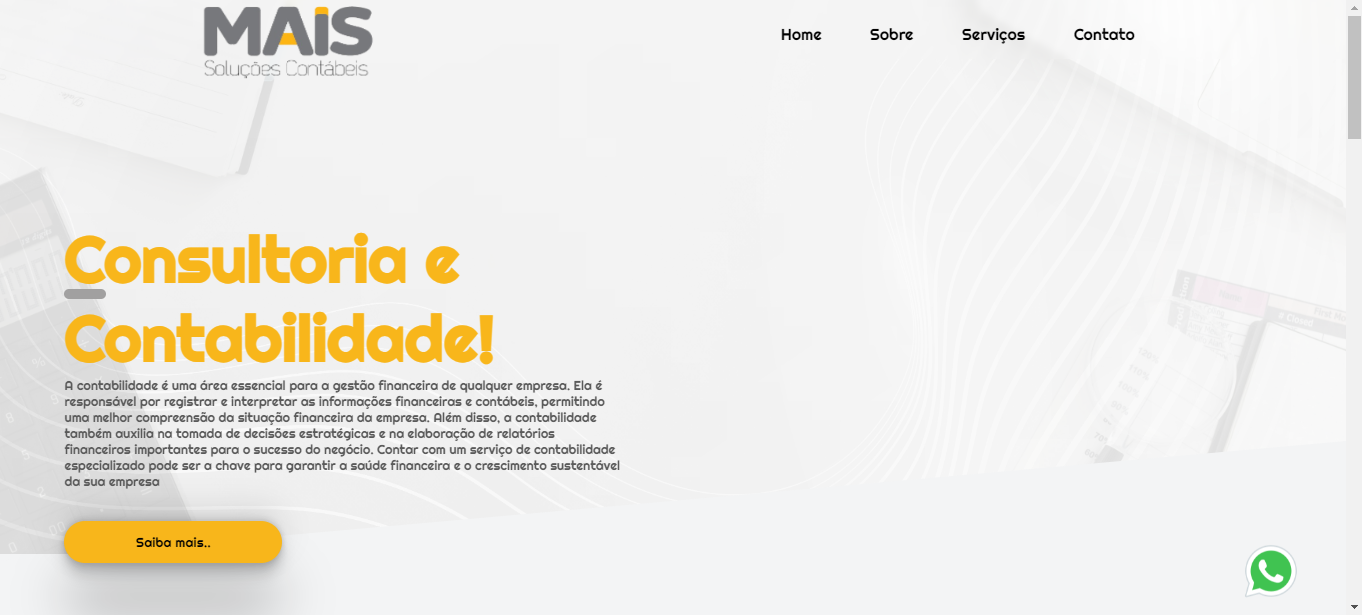 MAIS
Soluções Contábeis
Home Sobre Serviços Contato
Consultoria e
Contabilidade!
A contabilidade é uma área essencial para a gestão financeira de qualquer empresa. Ela é
responsável por registrar e interpretar as informações financeiras e contábeis, permitindo
uma melhor compreensão da situação financeira da empresa. Além disso, a contabilidade
também auxilia na tomada de decisões estratégicas e na elaboração de relatórios
financeiros importantes para o sucesso do negócio. Contar com um serviço de contabilidade
especializado pode ser a chave para garantir a saúde financeira e o crescimento sustentável
da sua empresa
Saiba mais..